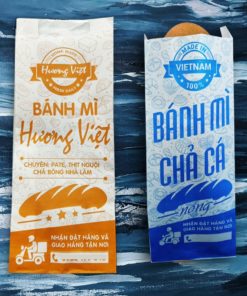 Hương Việt
BÁNH MÌ
Hương Việt
CHUYÊN: PATE, THỊT NGUỘI
CHẢ BÔNG NHÀ LÀM
NHẬN ĐẶT HÀNG VÀ
GIAO HÀNG TẬN NƠI
MADE IN
VIETNAM
100%
BÁNH MÌ
CHẢ CÁ
nóng
NHẬN ĐẶT HÀNG VÀ
GIAO HÀNG TẬN NƠI